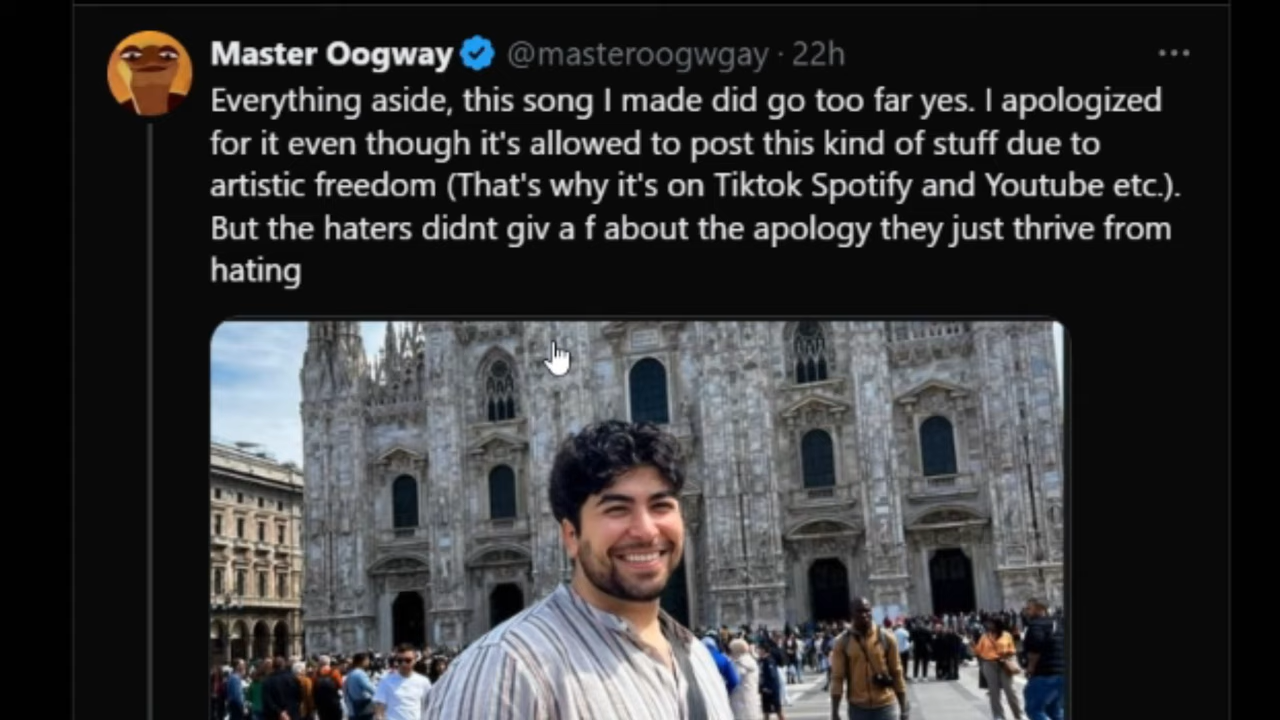 Master Oogway @masteroogwgay · 22h
Everything aside, this song I made did go too far yes. I apologized
for it even though it's allowed to post this kind of stuff due to
artistic freedom (That's why it's on Tiktok Spotify and Youtube etc.).
But the haters didnt giv a f about the apology they just thrive from
hating